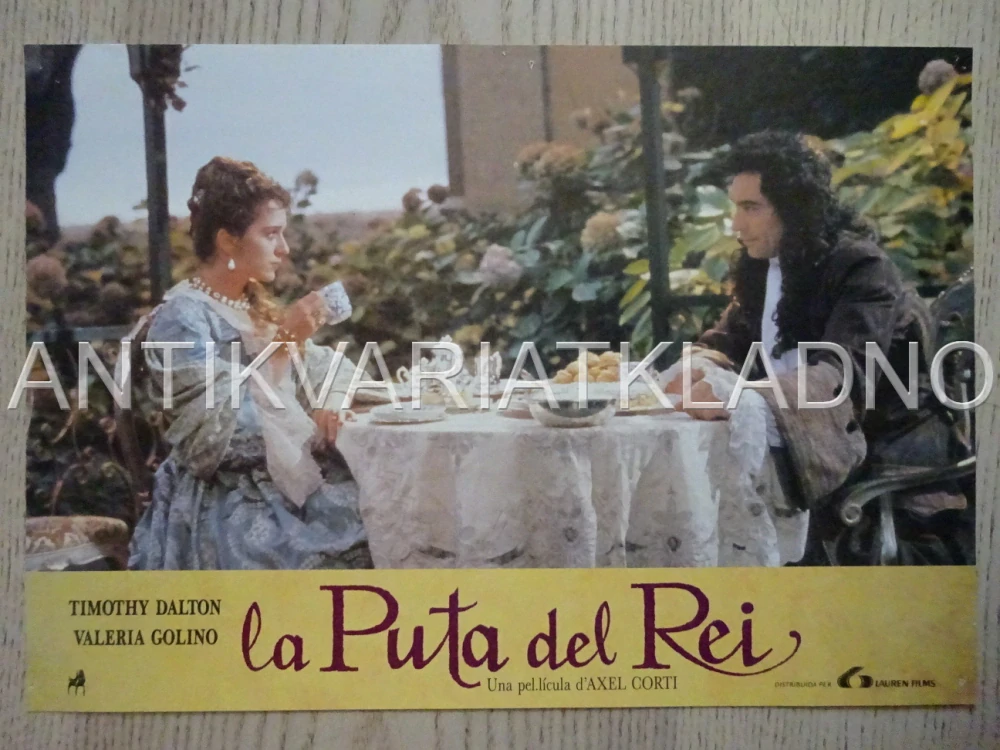 ANTIKVARIATKLADNO
TIMOTHY DALTON
VALERIA GOLINO
la Puta del Rei
Una pel.lícula d'AXEL CORTI
DISTRIBUIDA PER
LAUREN FILMS